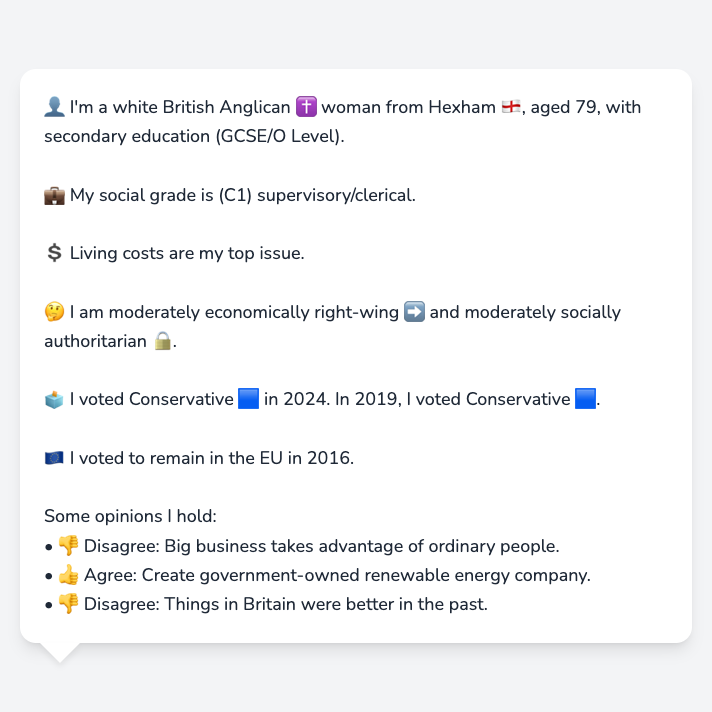 👤 I'm a white British Anglican ✝️ woman from Hexham 🏴󠁧󠁢󠁥󠁮󠁧󠁿, aged 79, with
secondary education (GCSE/O Level).
💼 My social grade is (C1) supervisory/clerical.
💲 Living costs are my top issue.
🤔 I am moderately economically right-wing ➡️ and moderately socially
authoritarian 🔒.
🗳️ I voted Conservative 🟦 in 2024. In 2019, I voted Conservative 🟦.
🇪🇺 I voted to remain in the EU in 2016.
Some opinions I hold:
• 👎 Disagree: Big business takes advantage of ordinary people.
• 👍 Agree: Create government-owned renewable energy company.
• 👎 Disagree: Things in Britain were better in the past.